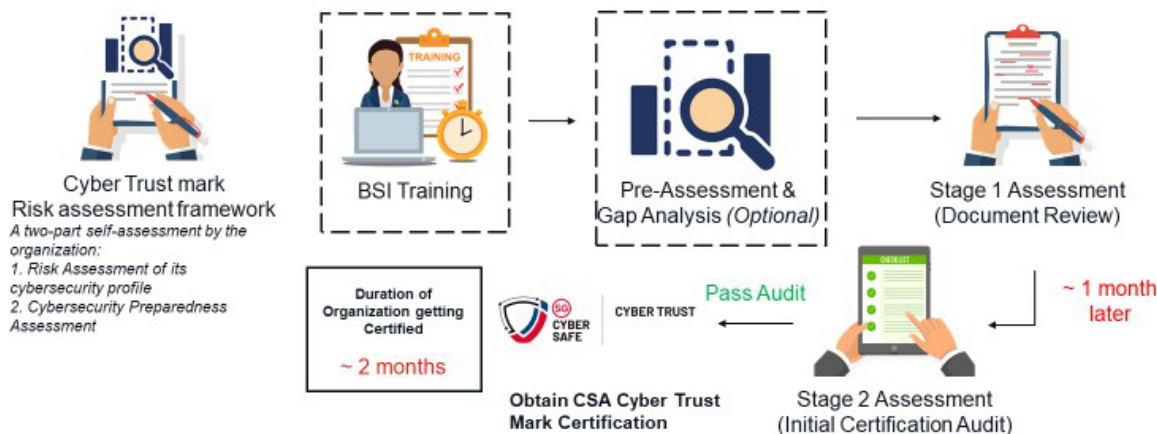 Cyber Trust mark
Risk assessment framework
A two-part self-assessment by the
organization:
1. Risk Assessment of its
cybersecurity profile
2. Cybersecurity Preparedness
Assessment
TRAINING
BSI Training
Pre-Assessment &
Gap Analysis (Optional)
Stage 1 Assessment
(Document Review)
~ 1 month
later
CHECKLIST
Stage 2 Assessment
(Initial Certification Audit)
Pass Audit
SG
CYBER
SAFE
CYBER TRUST
Obtain CSA Cyber Trust
Mark Certification
Duration of
Organization getting
Certified
~ 2 months